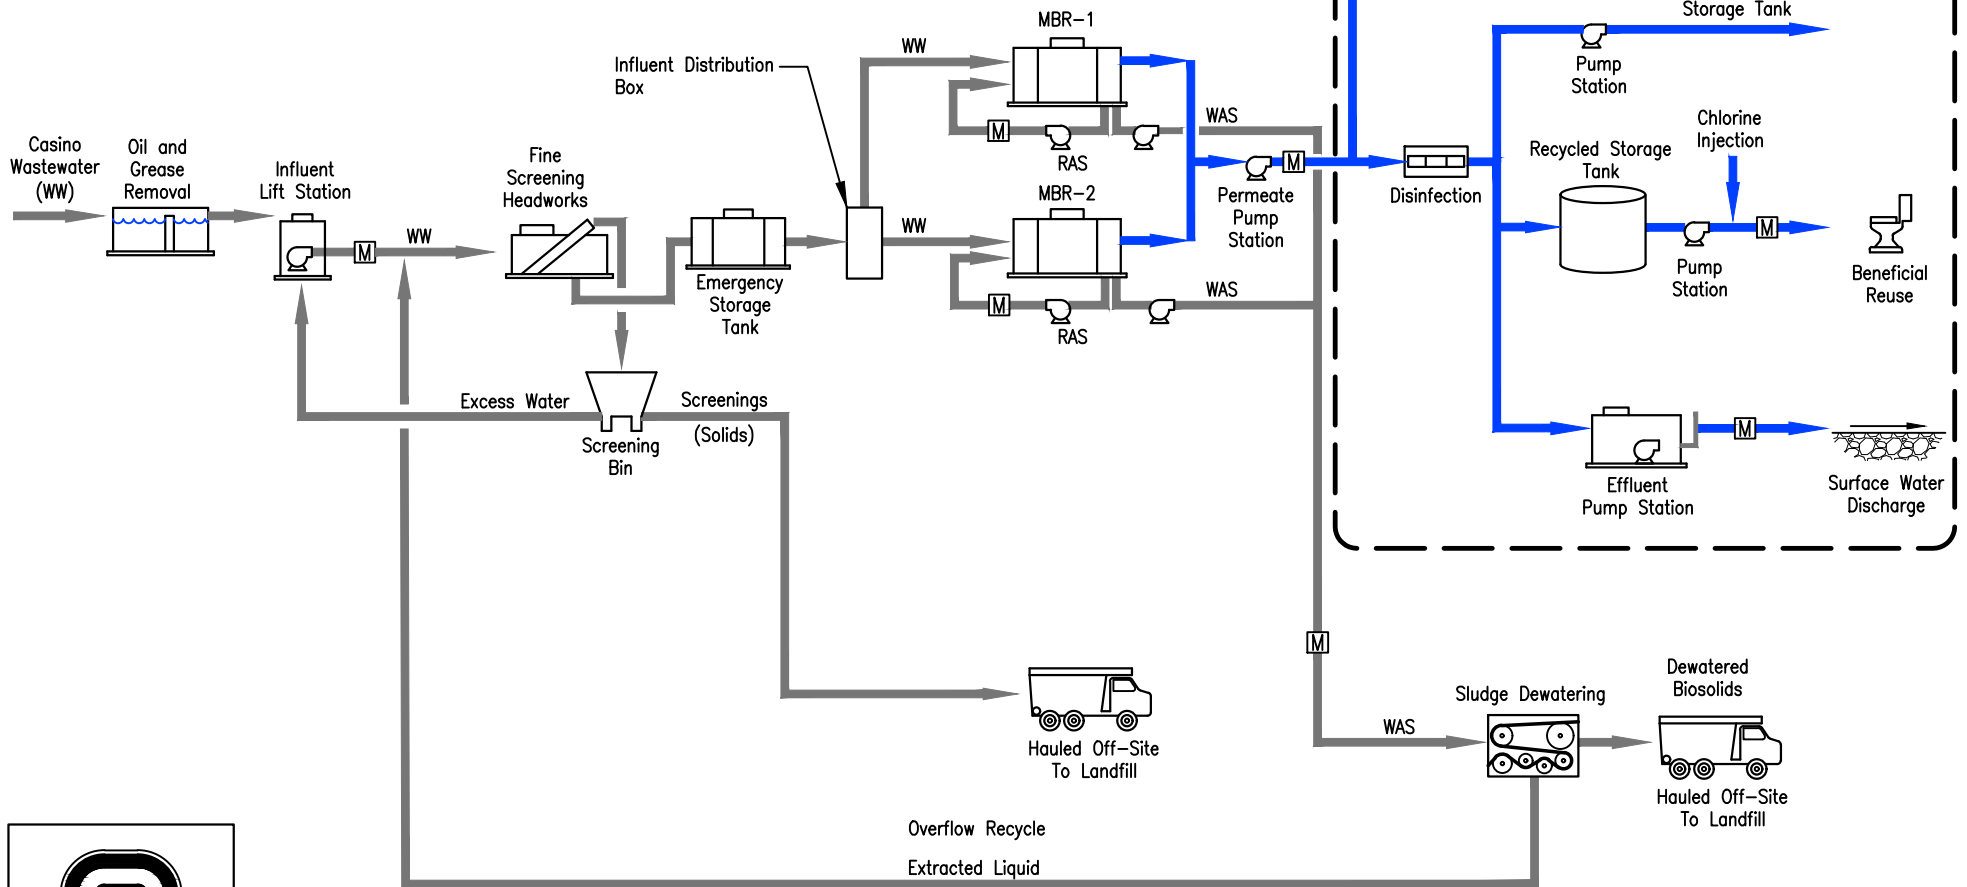 Storage Tank
Pump
Station
MBR-1
WW
Influent Distribution
Box
M
RAS
WAS
Casino
Wastewater
(WW)
Oil and
Grease
Removal
Influent
Lift Station
M
WW
Fine
Screening
Headworks
Emergency
Storage
Tank
WW
MBR-2
M
RAS
WAS
Permeate
Pump
Station
M
Disinfection
Chlorine
Injection
Recycled Storage
Tank
Pump
Station
M
Beneficial
Reuse
Excess Water
Screenings
(Solids)
Screening
Bin
M
Effluent
Pump Station
Surface Water
Discharge
M
Hauled Off-Site
To Landfill
WAS
Sludge Dewatering
Dewatered
Biosolids
Hauled Off-Site
To Landfill
Overflow Recycle
Extracted Liquid